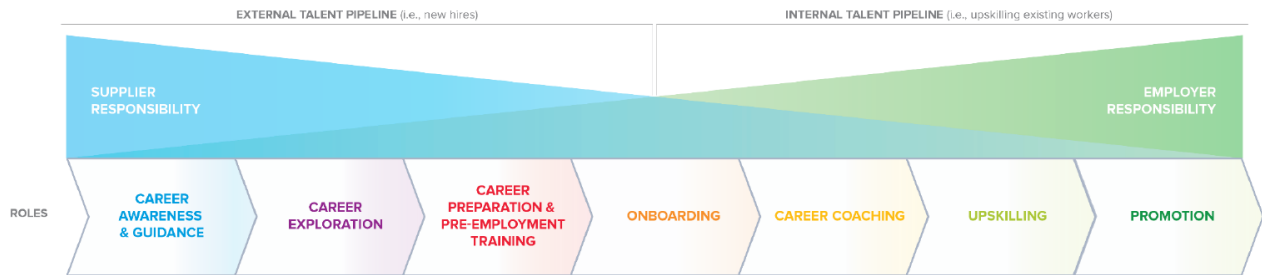 EXTERNAL TALENT PIPELINE (i.e., new hires)
INTERNAL TALENT PIPELINE (i.e., upskilling existing workers)
SUPPLIER
RESPONSIBILITY
EMPLOYER
RESPONSIBILITY
ROLES
CAREER
AWARENESS
& GUIDANCE
CAREER
EXPLORATION
CAREER
PREPARATION &
PRE-EMPLOYMENT
TRAINING
ONBOARDING
CAREER COACHING
UPSKILLING
PROMOTION